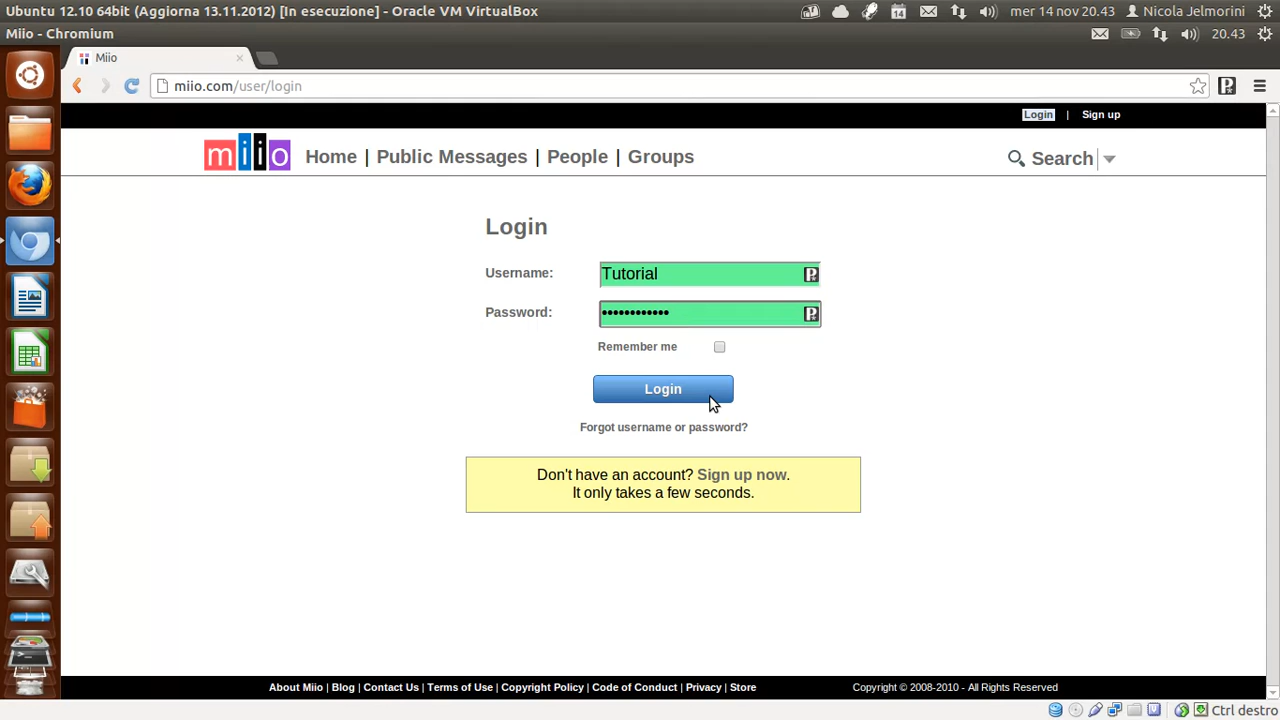 Ubuntu 12.10 64bit (Aggiorna 13.11.2012) [In esecuzione] - Oracle VM VirtualBox
14
mer 14 nov 20.43
Nicola Jelmorini
Miio - Chromium
20.43
Miio
miio.com/user/login
Login | Sign up
miio
Home | Public Messages | People | Groups
Search
Login
Username:
Tutorial
Password:
••••••••••••
Remember me
Login
Forgot username or password?
Don't have an account? Sign up now.
It only takes a few seconds.
About Miio | Blog | Contact Us | Terms of Use | Copyright Policy | Code of Conduct | Privacy | Store
Copyright © 2008-2010 - All Rights Reserved
Ctrl destro